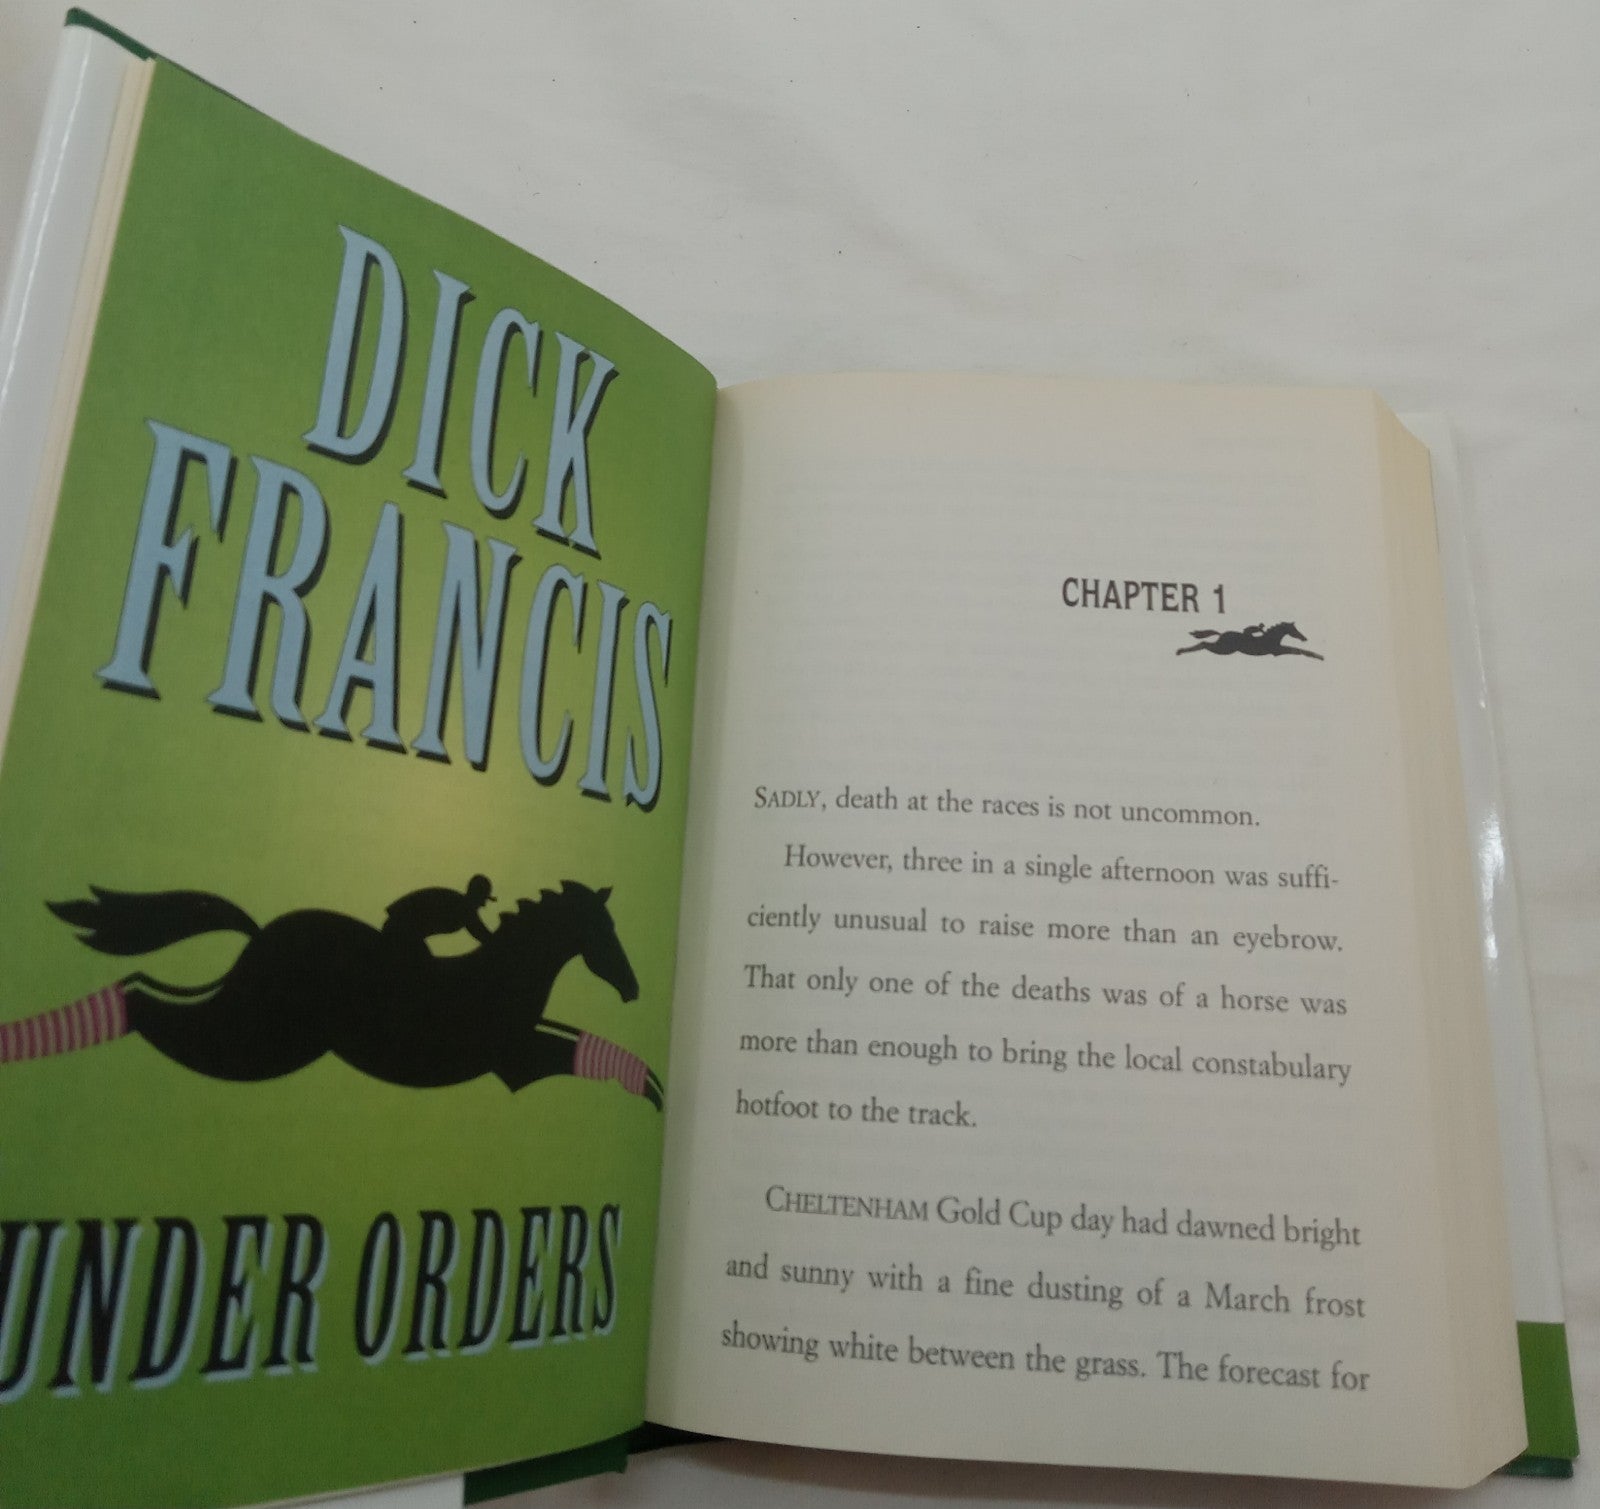 DICK
FRANCIS
UNDER ORDERS
CHAPTER 1
SADLY, death at the races is not uncommon.
However, three in a single afternoon was suffi-
ciently unusual to raise more than an eyebrow.
That only one of the deaths was of a horse was
more than enough to bring the local constabulary
hotfoot to the track.
CHELTENHAM Gold Cup day had dawned bright
and sunny with a fine dusting of a March frost
showing white between the grass. The forecast for